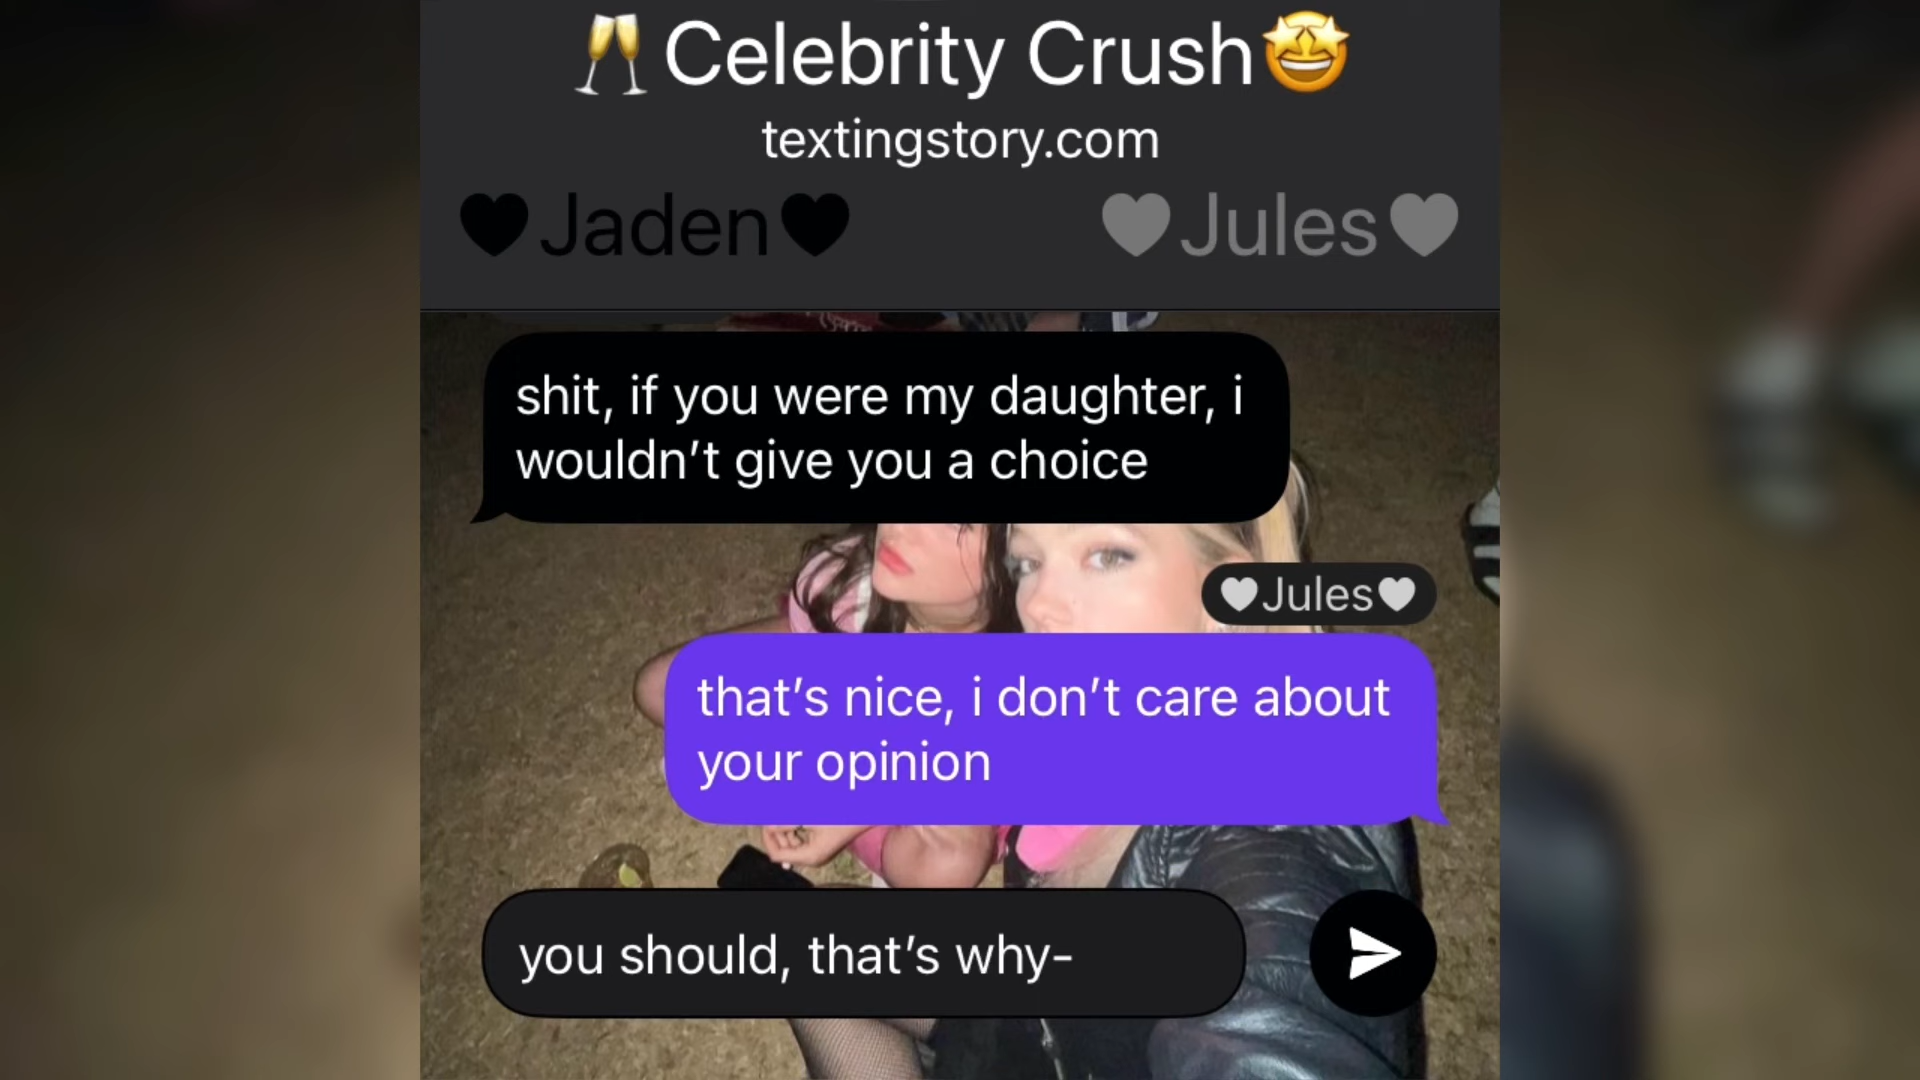 🥂Celebrity Crush🤩
textingstory.com
🖤Jaden🖤
🤍Jules🤍
shit, if you were my daughter, i
wouldn’t give you a choice
🤍Jules🤍
that’s nice, i don’t care about
your opinion
you should, that’s why-